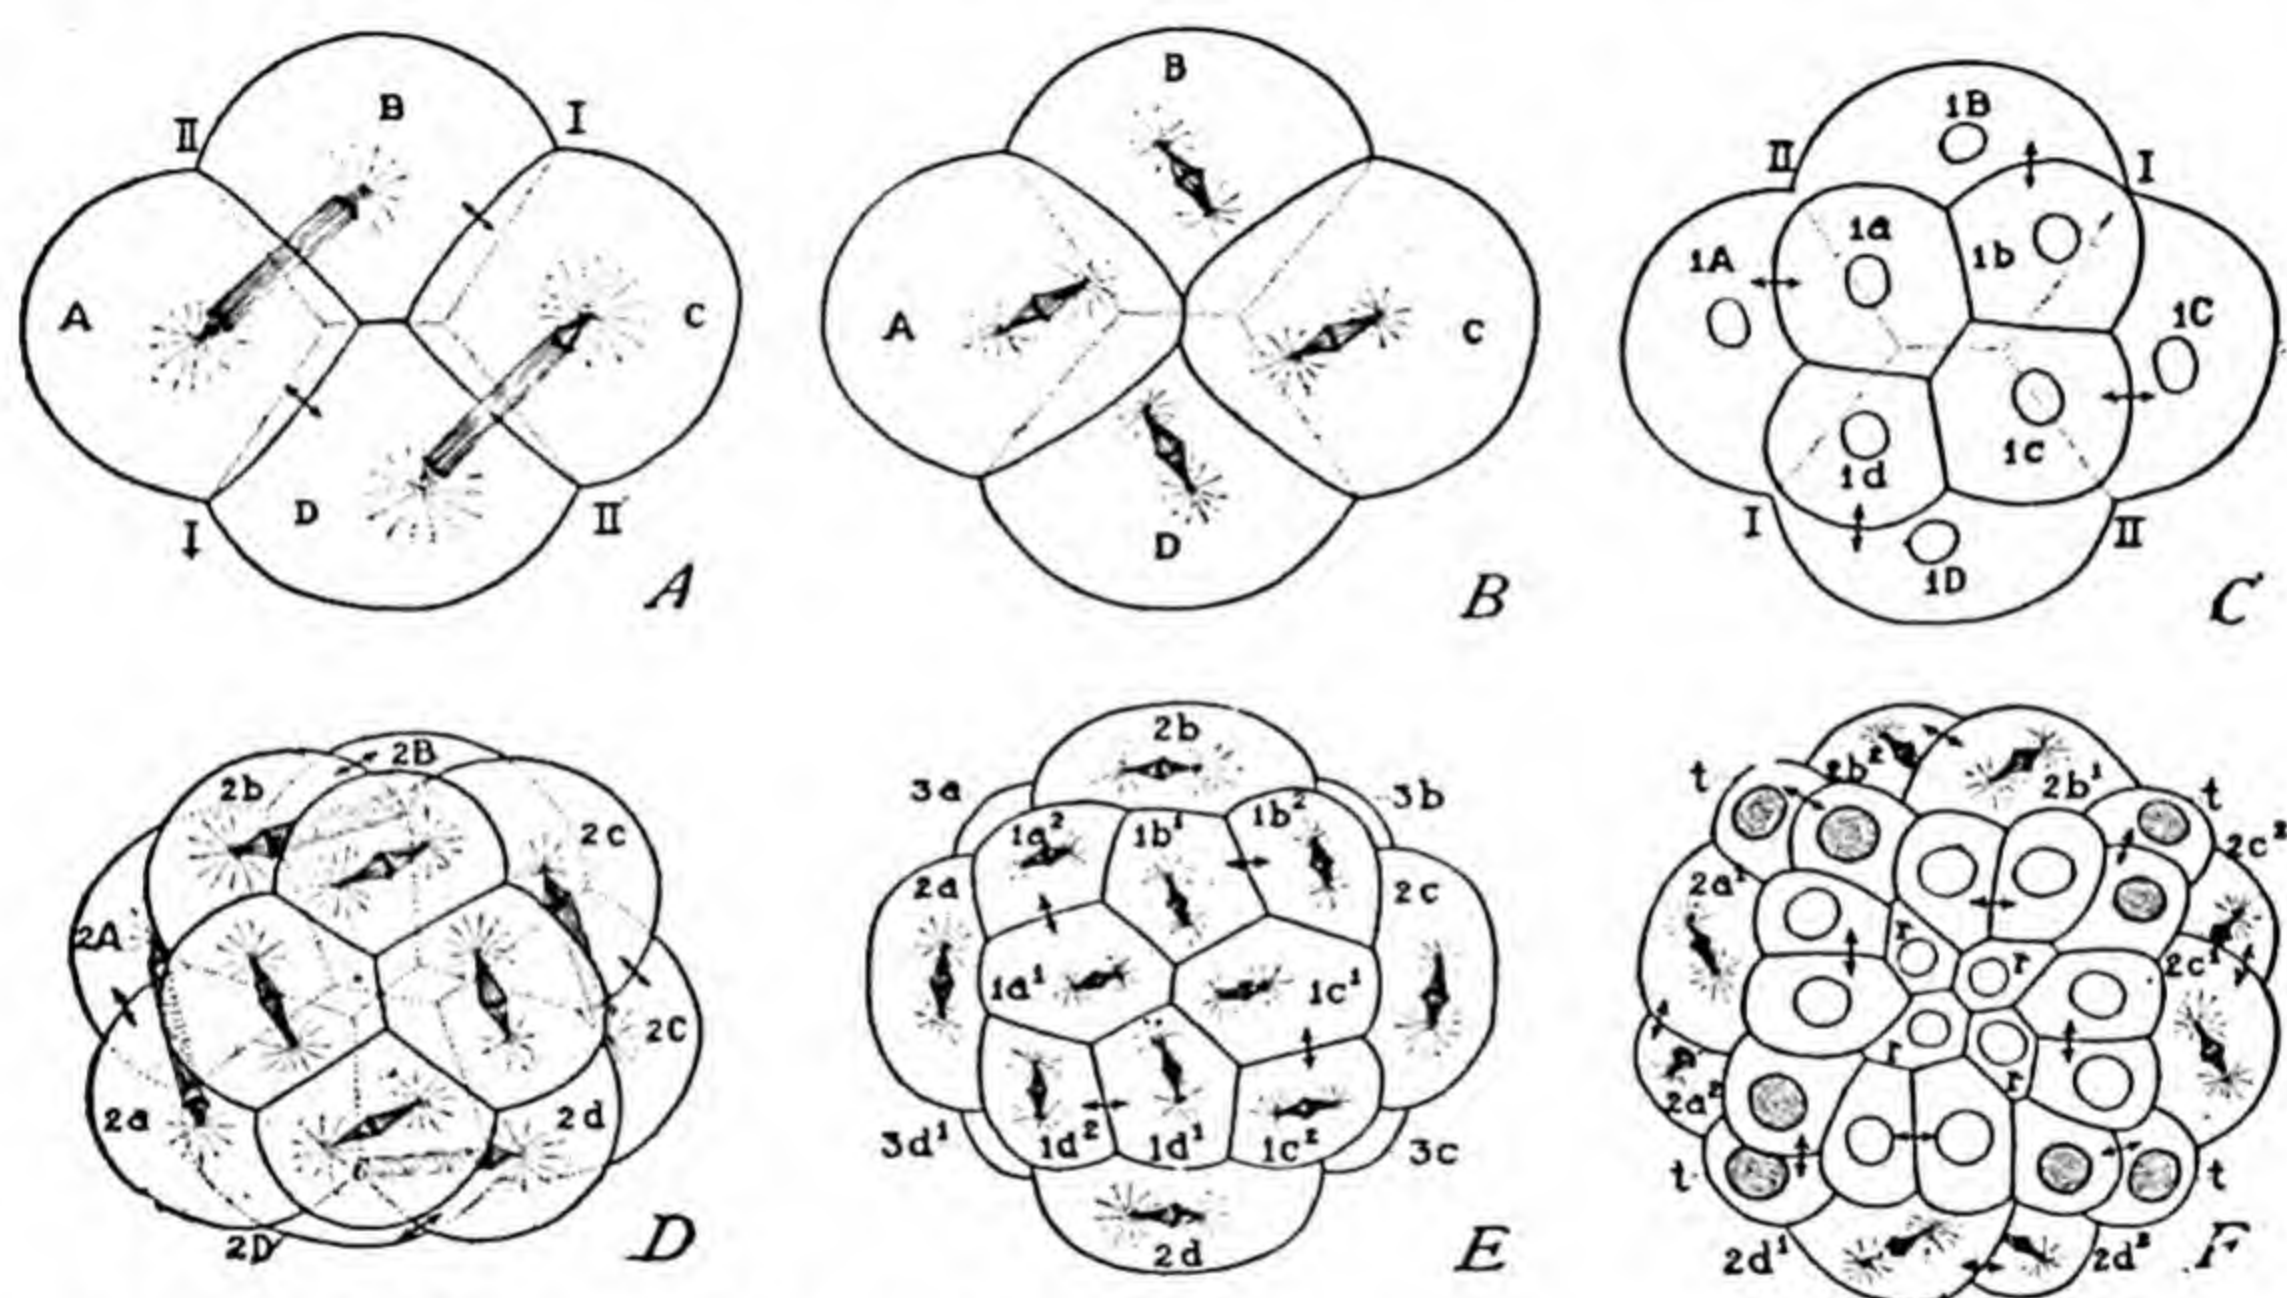 B
II
I
A
C
D
I
II
A
B
A
C
D
B
1B
II
I
1a
1b
1A
1C
1c
1d
I
II
1D
C
2B
2b
2c
2A
2C
2a
2d
2D
D
2b
3a
3b
1a²
1b¹
1b²
2a
2c
1a¹
1c¹
3d¹
1d²
1d¹
1c²
3c
2d
E
t
2b²
2b¹
t
2c²
2a¹
r
r
2c¹
r
r
2a²
t
t
2d¹
2d²
F